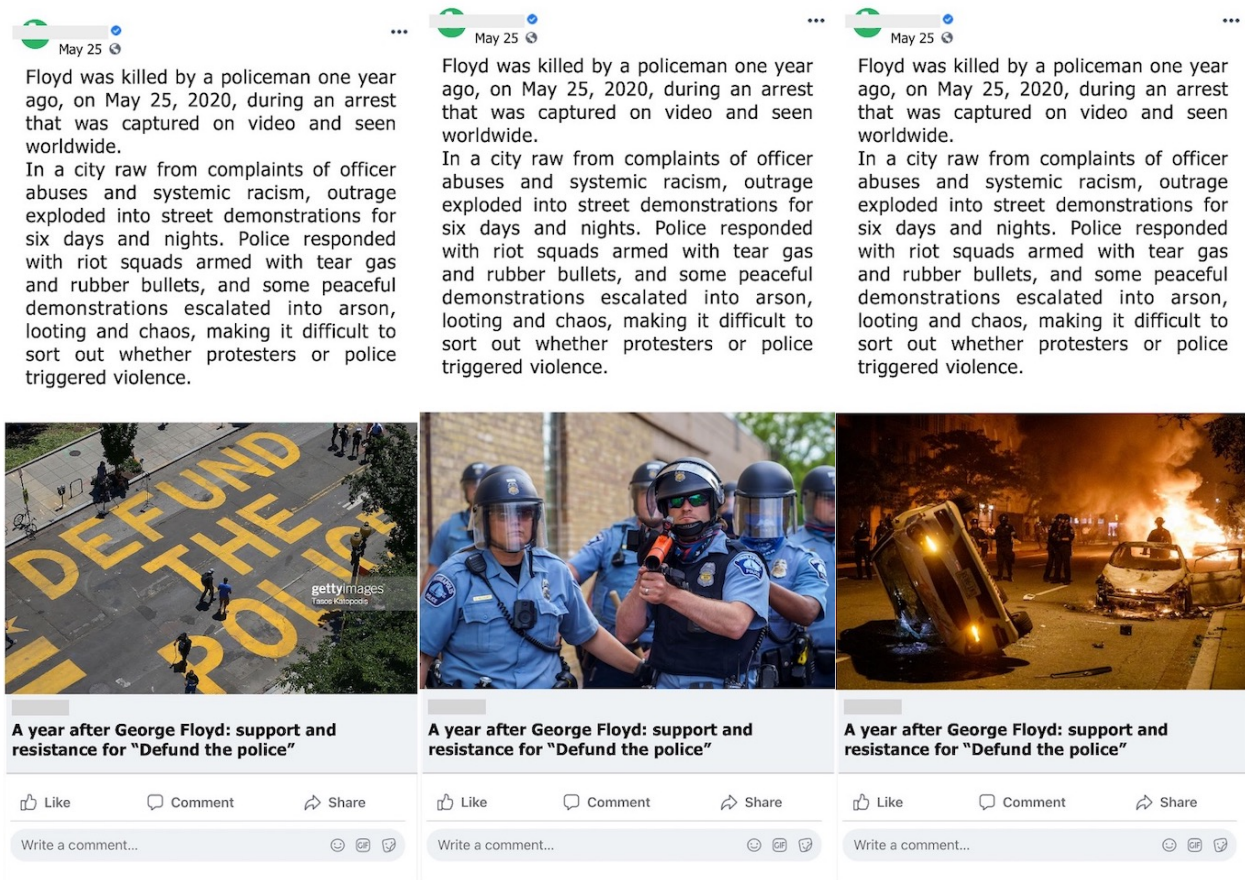 May 25
Floyd was killed by a policeman one year
ago, on May 25, 2020, during an arrest
that was captured on video and seen
worldwide.
In a city raw from complaints of officer
abuses and systemic racism, outrage
exploded into street demonstrations for
six days and nights. Police responded
with riot squads armed with tear gas
and rubber bullets, and some peaceful
demonstrations escalated into arson,
looting and chaos, making it difficult to
sort out whether protesters or police
triggered violence.
DEFUND
THE
POLICE
gettyimages
Tasos Katopodis
A year after George Floyd: support and
resistance for “Defund the police”
Like Comment Share
Write a comment... GIF
May 25
Floyd was killed by a policeman one year
ago, on May 25, 2020, during an arrest
that was captured on video and seen
worldwide.
In a city raw from complaints of officer
abuses and systemic racism, outrage
exploded into street demonstrations for
six days and nights. Police responded
with riot squads armed with tear gas
and rubber bullets, and some peaceful
demonstrations escalated into arson,
looting and chaos, making it difficult to
sort out whether protesters or police
triggered violence.
A year after George Floyd: support and
resistance for “Defund the police”
Like Comment Share
Write a comment... GIF
May 25
Floyd was killed by a policeman one year
ago, on May 25, 2020, during an arrest
that was captured on video and seen
worldwide.
In a city raw from complaints of officer
abuses and systemic racism, outrage
exploded into street demonstrations for
six days and nights. Police responded
with riot squads armed with tear gas
and rubber bullets, and some peaceful
demonstrations escalated into arson,
looting and chaos, making it difficult to
sort out whether protesters or police
triggered violence.
A year after George Floyd: support and
resistance for “Defund the police”
Like Comment Share
Write a comment... GIF